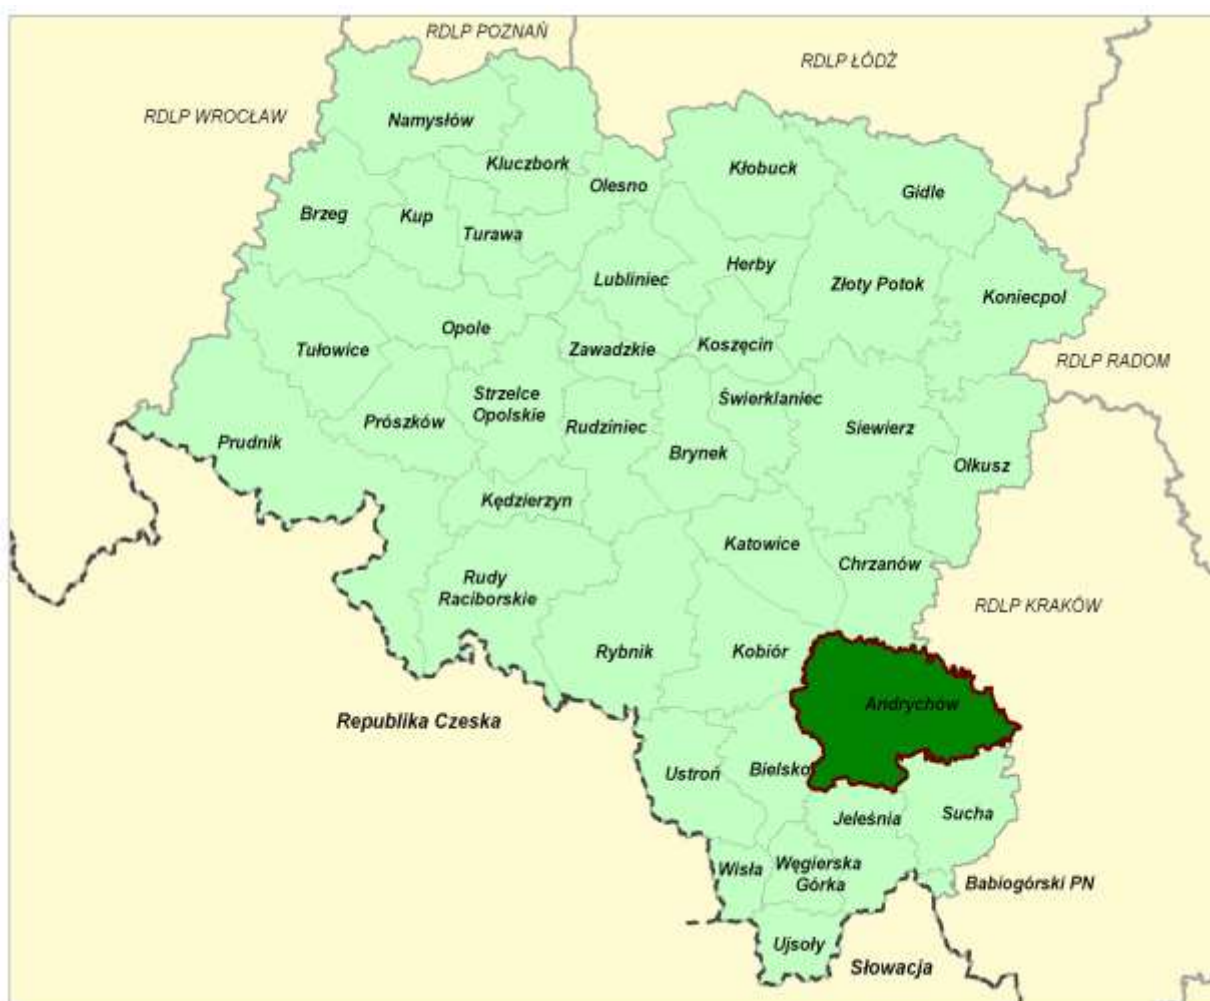 RDLP POZNAŃ
RDLP ŁÓDŹ
RDLP WROCŁAW
Namysłów
Kluczbork
Olesno
Kłobuck
Gidle
Brzeg
Kup
Turawa
Lubliniec
Herby
Złoty Potok
Koniecpol
Opole
Tułowice
Zawadzkie
Koszęcin
RDLP RADOM
Strzelce
Opolskie
Świerklaniec
Prószków
Rudziniec
Siewierz
Prudnik
Brynek
Olkusz
Kędzierzyn
Katowice
Chrzanów
Rudy
Raciborskie
RDLP KRAKÓW
Rybnik
Kobiór
Andrychów
Republika Czeska
Ustroń
Bielsko
Jeleśnia
Sucha
Wisła
Węgierska
Górka
Babiogórski PN
Ujsoły
Słowacja